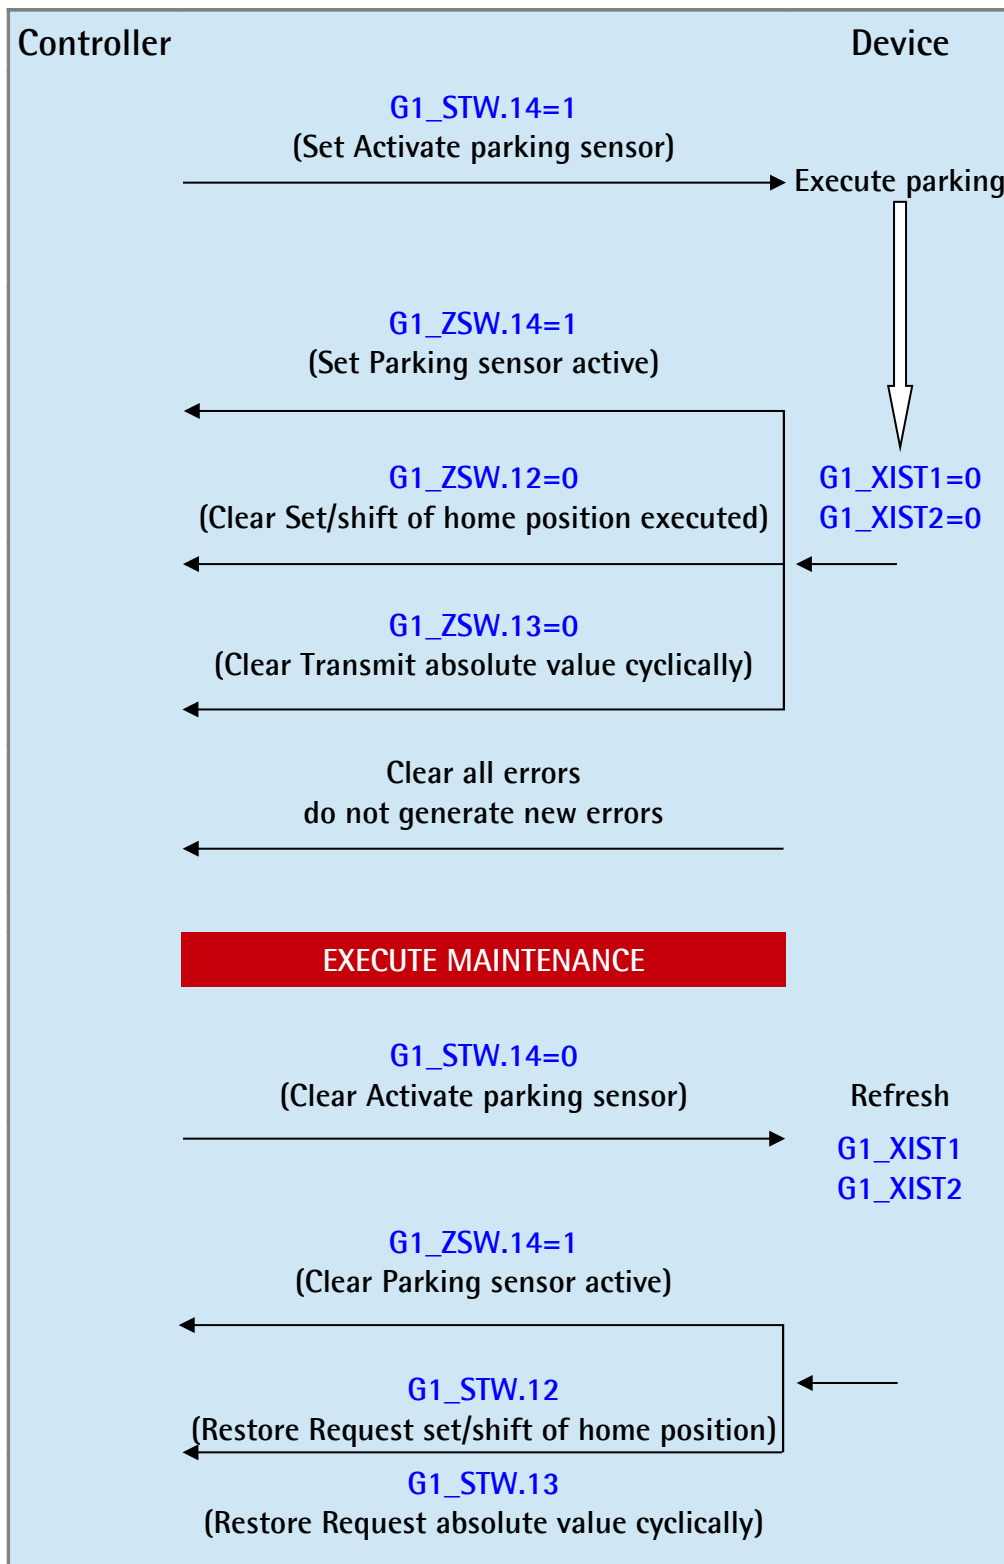 Controller
Device
G1_STW.14=1
(Set Activate parking sensor)
Execute parking
G1_ZSW.14=1
(Set Parking sensor active)
G1_ZSW.12=0
(Clear Set/shift of home position executed)
G1_XIST1=0
G1_XIST2=0
G1_ZSW.13=0
(Clear Transmit absolute value cyclically)
Clear all errors
do not generate new errors
EXECUTE MAINTENANCE
G1_STW.14=0
(Clear Activate parking sensor)
Refresh
G1_XIST1
G1_XIST2
G1_ZSW.14=1
(Clear Parking sensor active)
G1_STW.12
(Restore Request set/shift of home position)
G1_STW.13
(Restore Request absolute value cyclically)